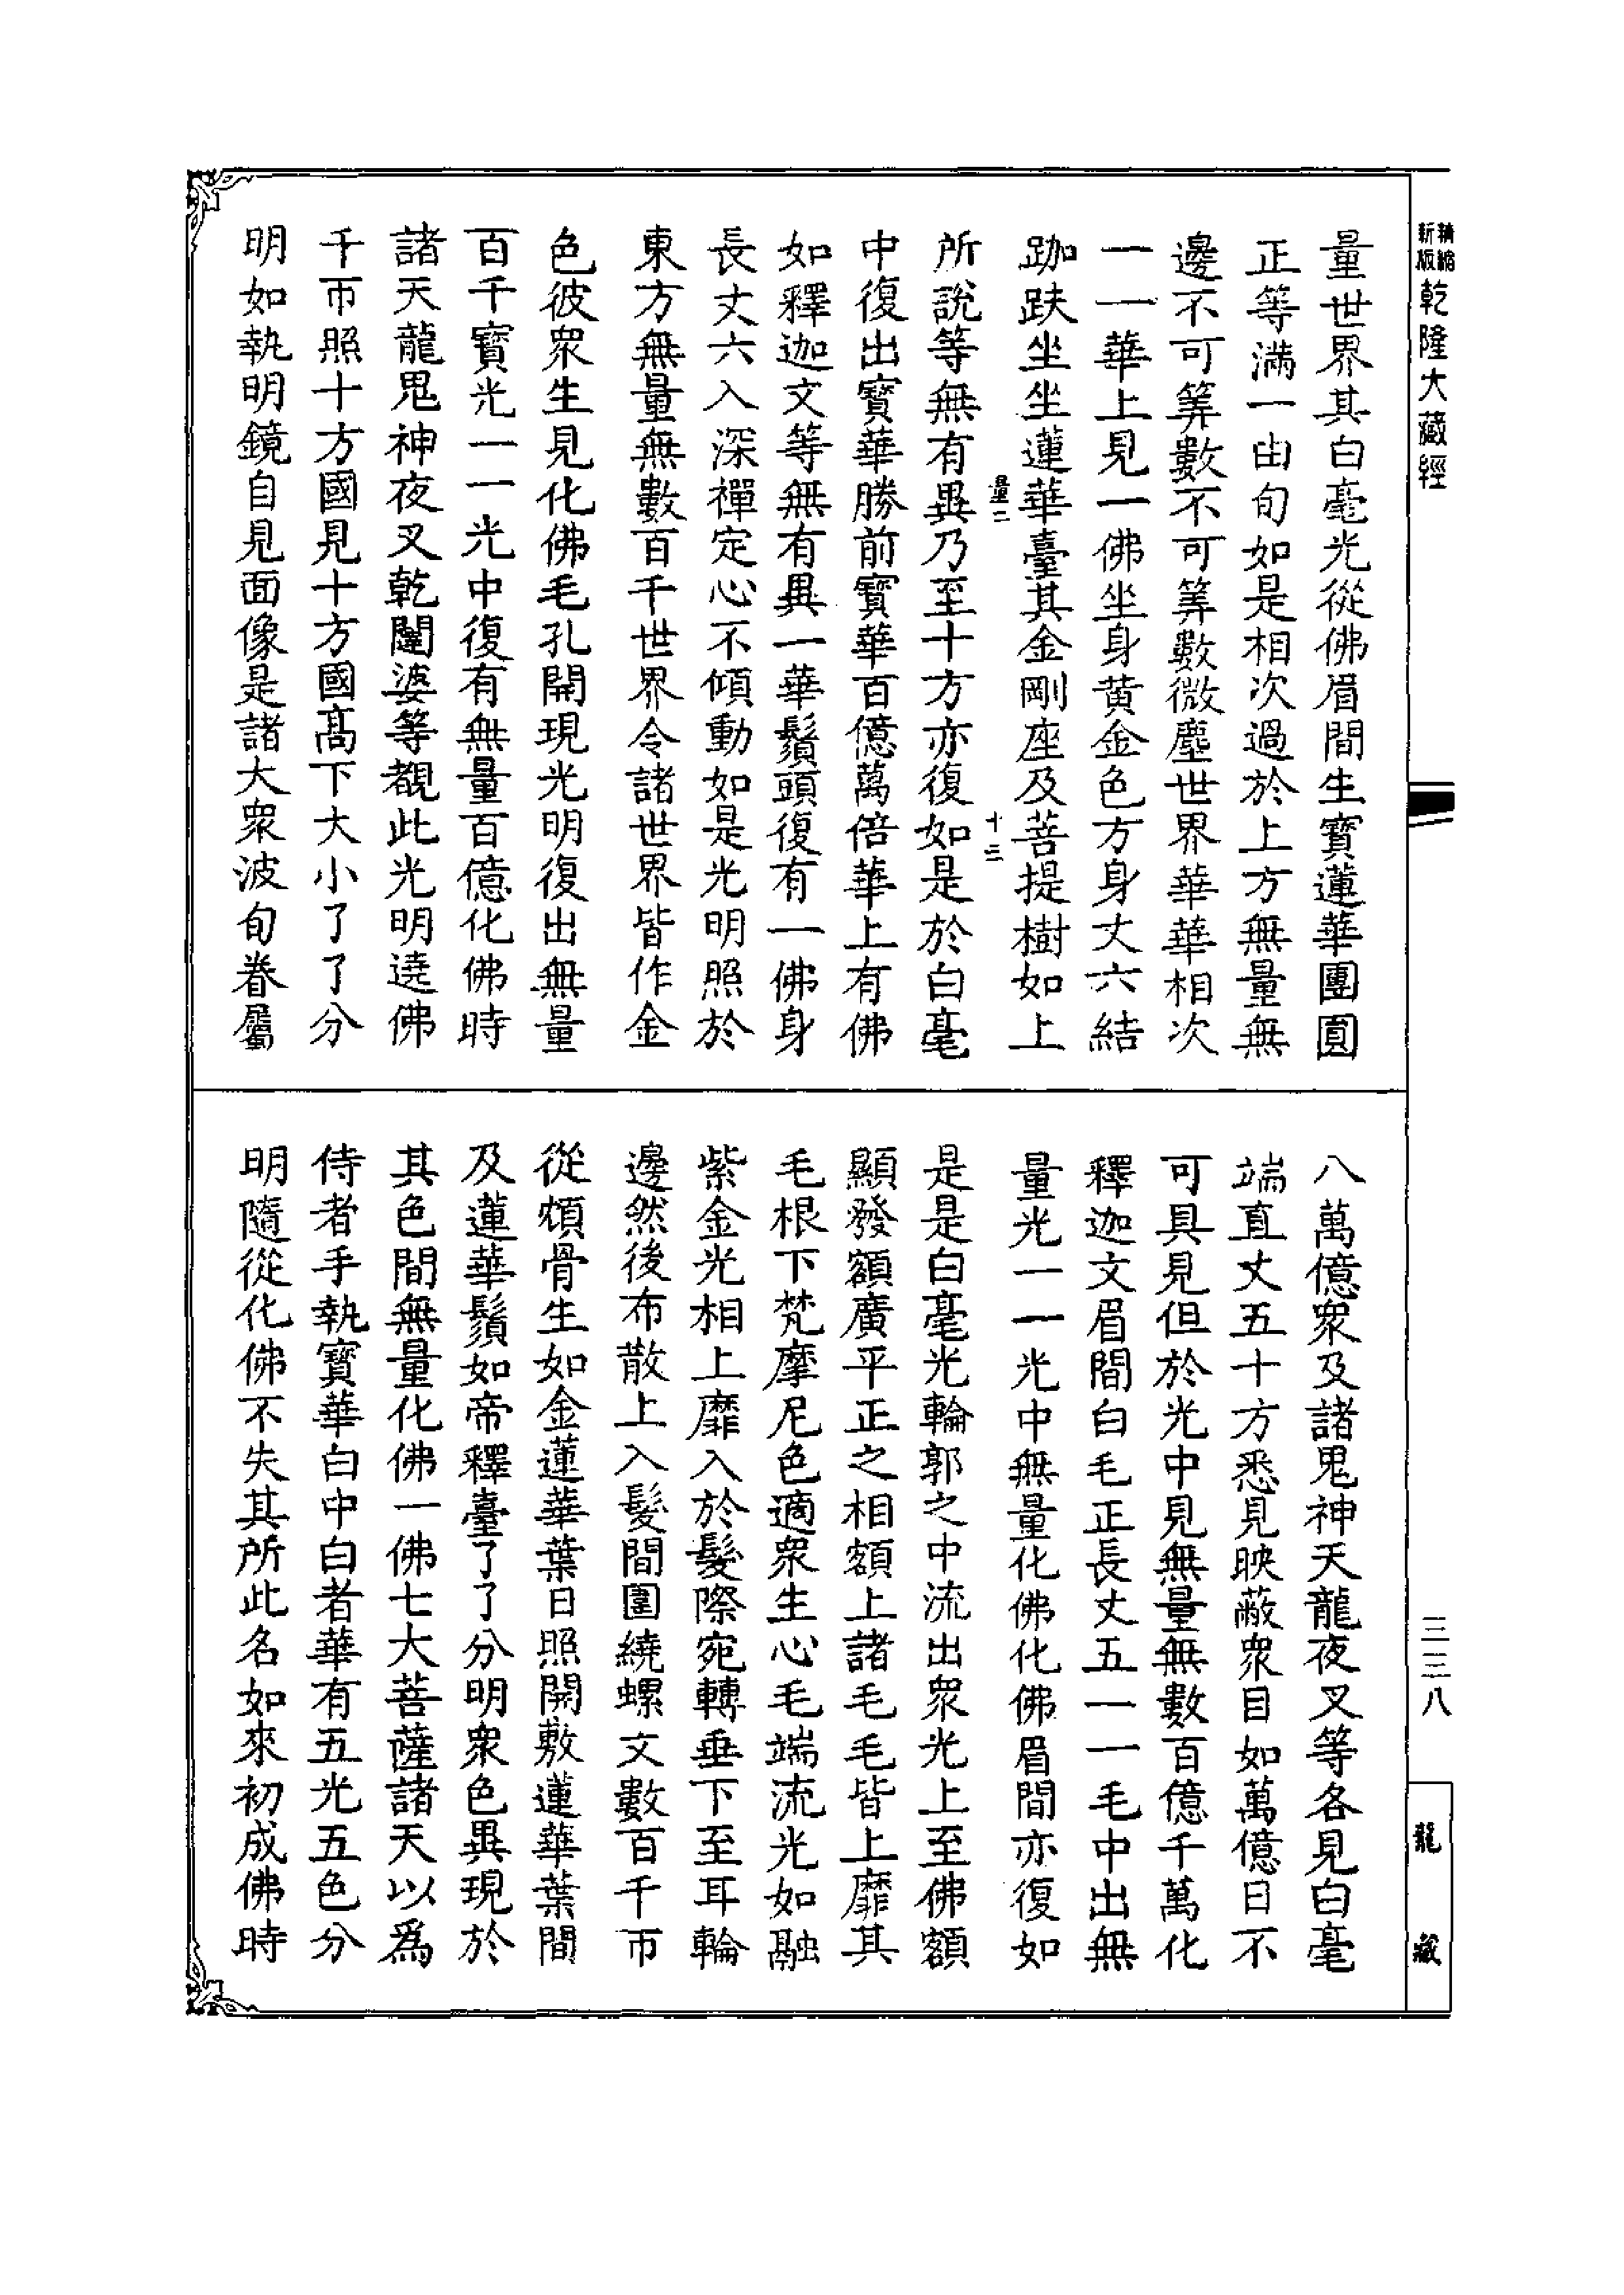 新版
精縮
乾隆大藏經
三三八
龍藏
量世界其白毫光從佛眉間生寶蓮華團圓
正等滿一由旬如是相次過於上方無量無
邊不可筭數不可筭數微塵世界華華相次
一一華上見一佛坐身黃金色方身丈六結
跏趺坐坐蓮華臺其金剛座及菩提樹如上
量二
十三
所說等無有異乃至十方亦復如是於白毫
中復出寶華勝前寶華百億萬倍華上有佛
如釋迦文等無有異一華鬚頭復有一佛身
長丈六入深禪定心不傾動如是光明照於
東方無量無數百千世界令諸世界皆作金
色彼衆生見化佛毛孔開現光明復出無量
百千寶光一一光中復有無量百億化佛時
諸天龍鬼神夜叉乾闥婆等覩此光明遶佛
千帀照十方國見十方國髙下大小了了分
明如執明鏡自見面像是諸大衆波旬眷屬
八萬億衆及諸鬼神天龍夜叉等各見白毫
端直丈五十方悉見映蔽衆目如萬億日不
可具見但於光中見無量無數百億千萬化
釋迦文眉間白毛正長丈五一一毛中出無
量光一一光中無量化佛化佛眉間亦復如
是是白毫光輪郭之中流出衆光上至佛額
顯發額廣平正之相額上諸毛毛皆上靡其
毛根下梵摩尼色適衆生心毛端流光如融
紫金光相上靡入於髮際宛轉垂下至耳輪
邊然後布散上入髮間圍繞螺文數百千帀
從頰骨生如金蓮華葉日照開敷蓮華葉間
及蓮華鬚如帝釋臺了了分明衆色異現於
其色間無量化佛一佛七大菩薩諸天以爲
侍者手執寶華白中白者華有五光五色分
明隨從化佛不失其所此名如來初成佛時